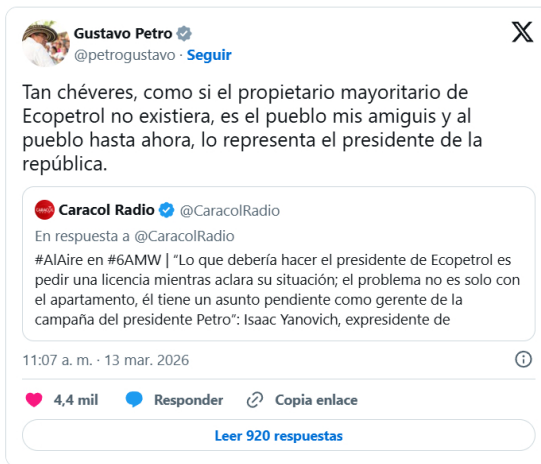 Gustavo Petro
@petrogustavo · Seguir
Tan chéveres, como si el propietario mayoritario de
Ecopetrol no existiera, es el pueblo mis amiguis y al
pueblo hasta ahora, lo representa el presidente de la
república.
Caracol Radio @CaracolRadio
En respuesta a @CaracolRadio
#AlAire en #6AMW | “Lo que debería hacer el presidente de Ecopetrol es
pedir una licencia mientras aclara su situación; el problema no es solo con
el apartamento, él tiene un asunto pendiente como gerente de la
campaña del presidente Petro”: Isaac Yanovich, expresidente de
11:07 a. m. · 13 mar. 2026
4,4 mil Responder Copia enlace
Leer 920 respuestas